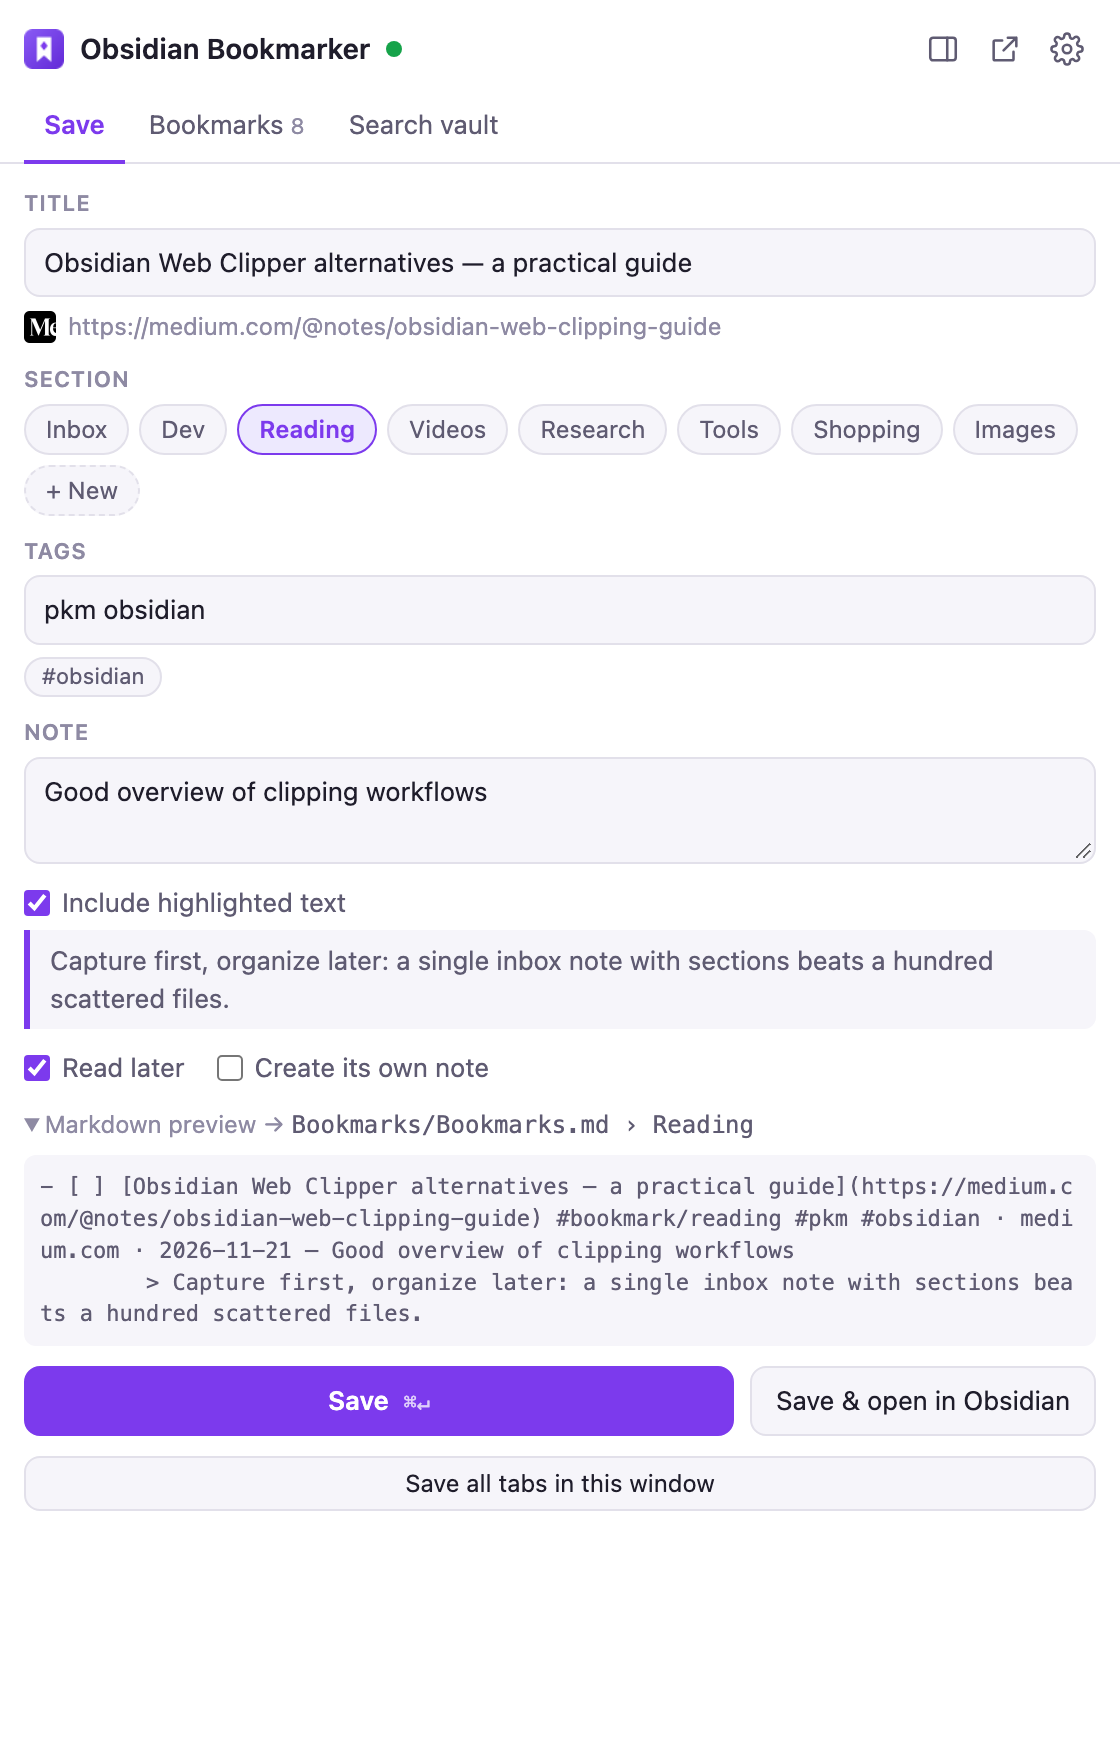 Obsidian Bookmarker
Save
Bookmarks 8
Search vault
TITLE
Obsidian Web Clipper alternatives — a practical guide
Me https://medium.com/@notes/obsidian-web-clipping-guide
SECTION
Inbox Dev Reading Videos Research Tools Shopping Images
+ New
TAGS
pkm obsidian
#obsidian
NOTE
Good overview of clipping workflows
Include highlighted text
Capture first, organize later: a single inbox note with sections beats a hundred
scattered files.
Read later Create its own note
▼ Markdown preview → Bookmarks/Bookmarks.md › Reading
- [ ] [Obsidian Web Clipper alternatives — a practical guide](https://medium.c
om/@notes/obsidian-web-clipping-guide) #bookmark/reading #pkm #obsidian · medi
um.com · 2026-11-21 — Good overview of clipping workflows
> Capture first, organize later: a single inbox note with sections bea
ts a hundred scattered files.
Save ⌘↵
Save & open in Obsidian
Save all tabs in this window